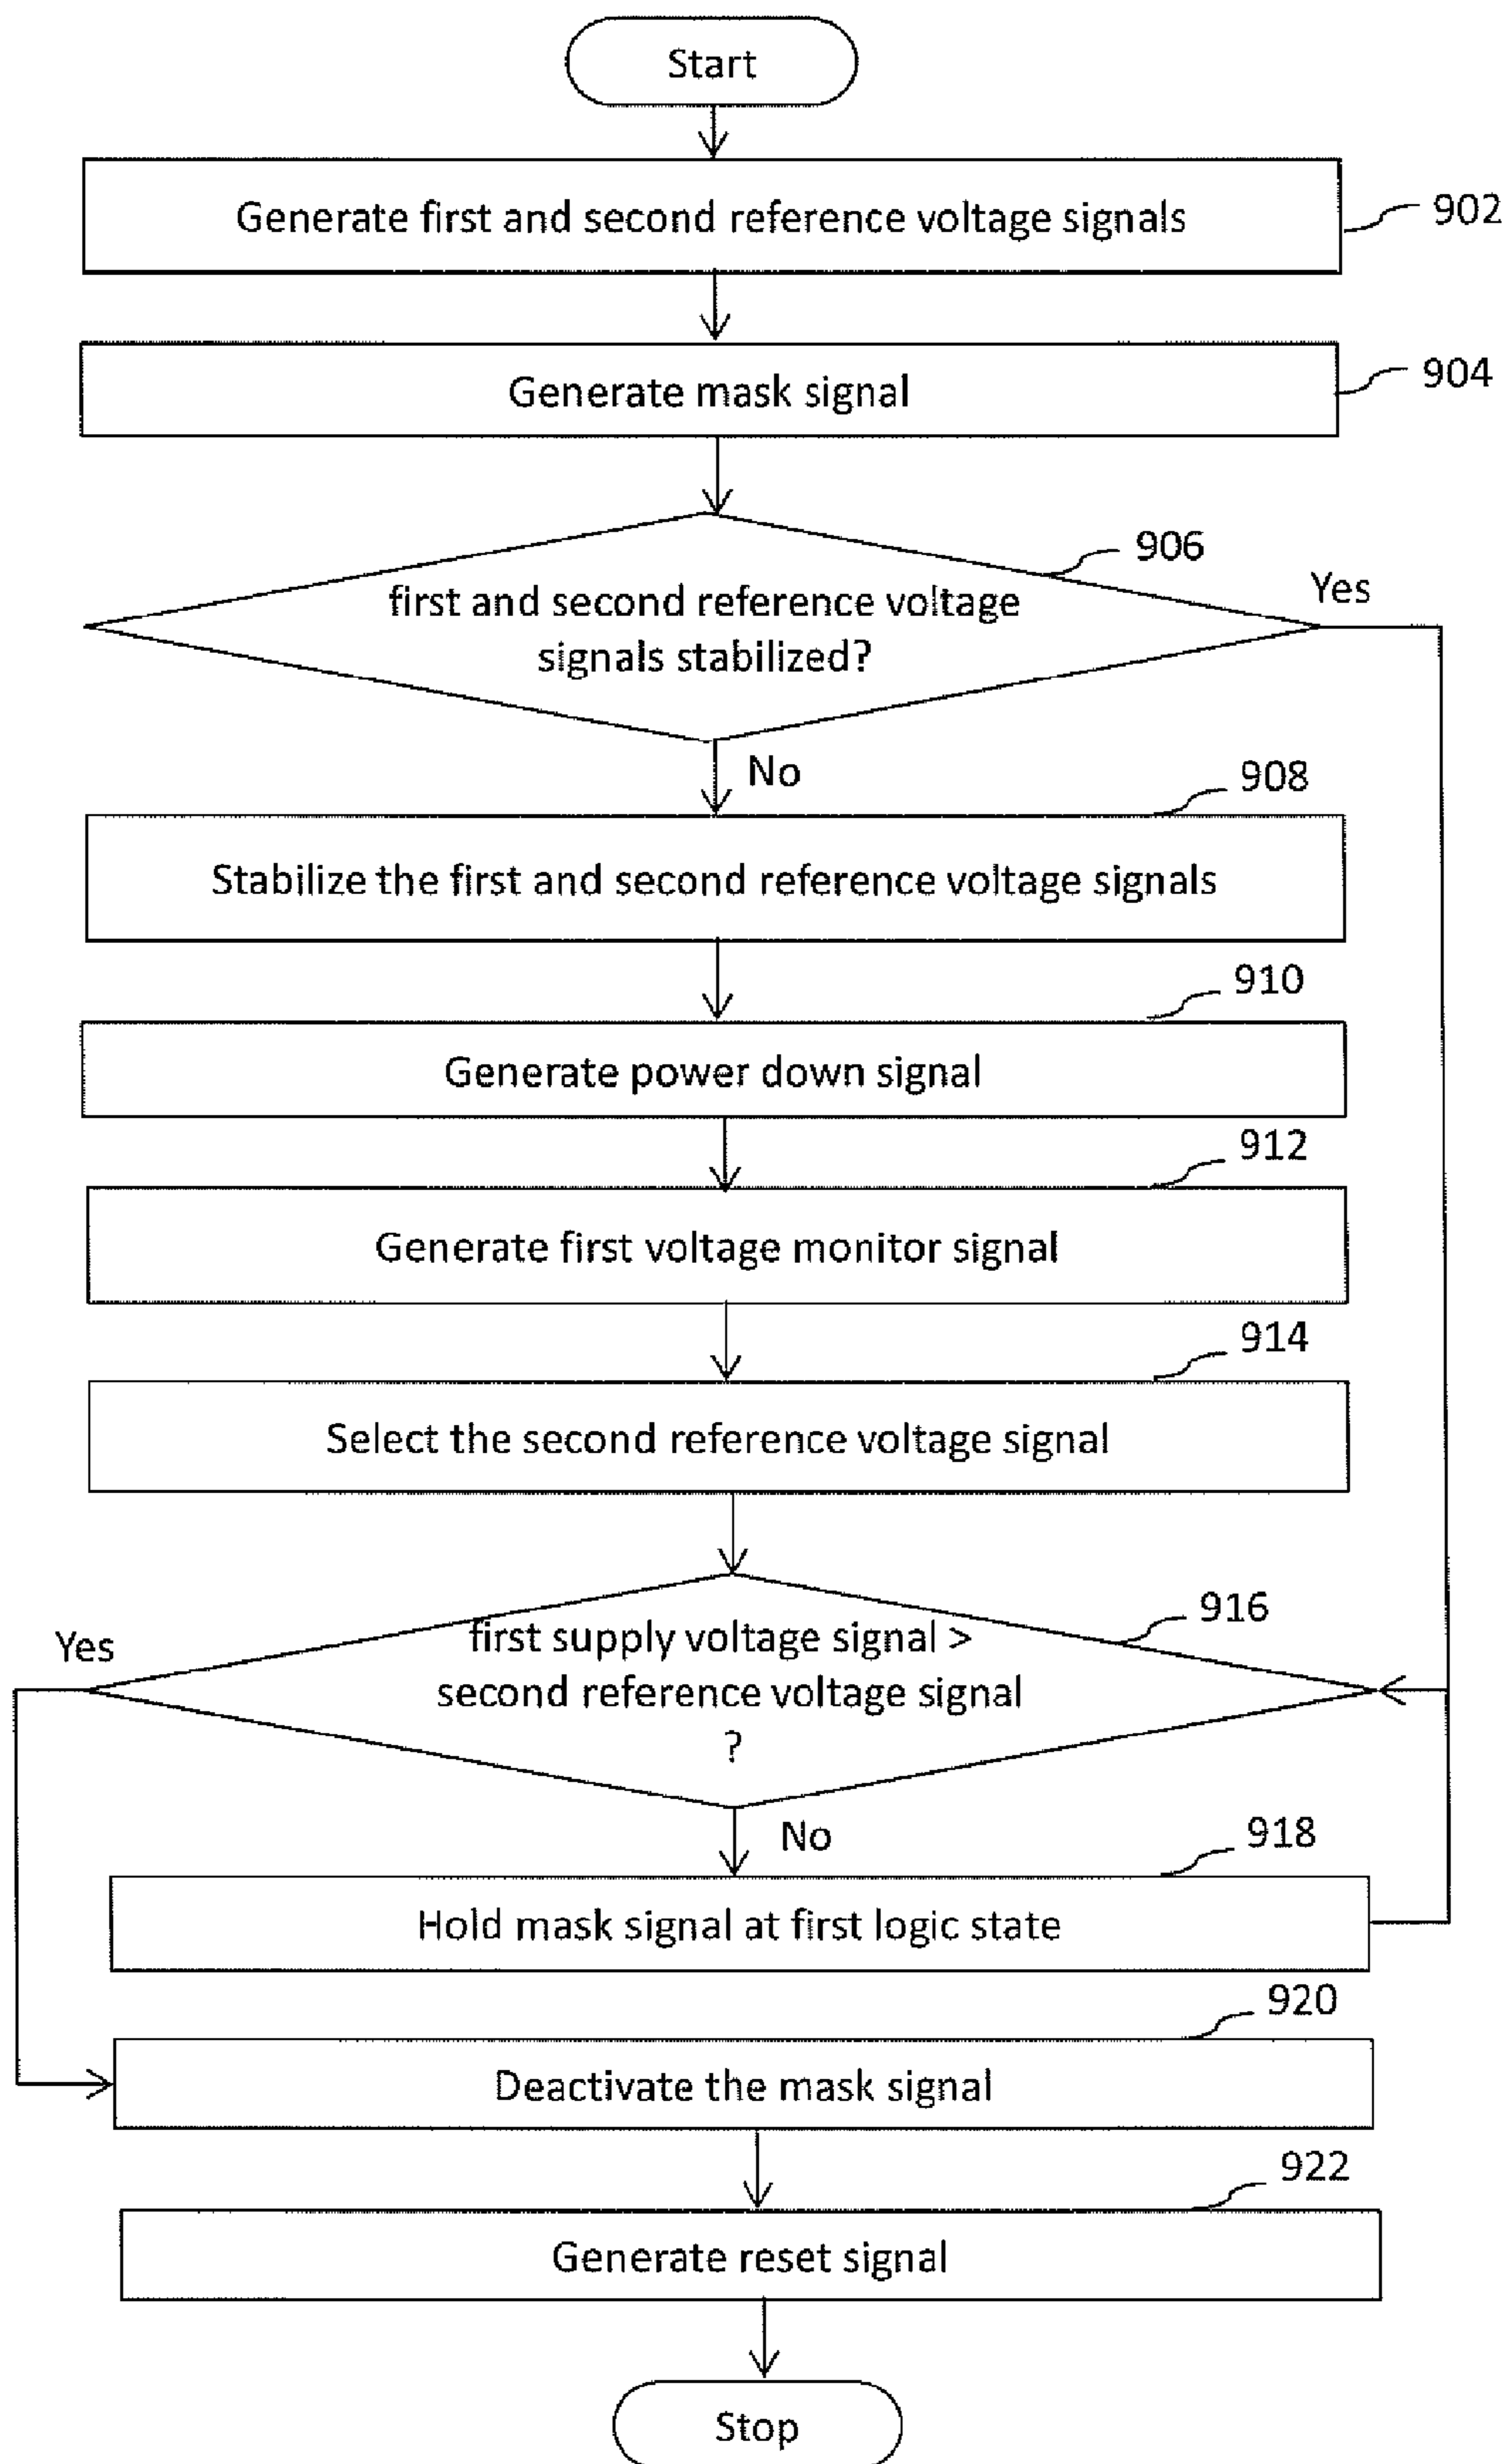 Start
Generate first and second reference voltage signals
902
Generate mask signal
904
906
first and second reference voltage
signals stabilized?
Yes
No
908
Stabilize the first and second reference voltage signals
910
Generate power down signal
912
Generate first voltage monitor signal
914
Select the second reference voltage signal
916
Yes
first supply voltage signal >
second reference voltage signal
?
No
918
Hold mask signal at first logic state
920
Deactivate the mask signal
922
Generate reset signal
Stop